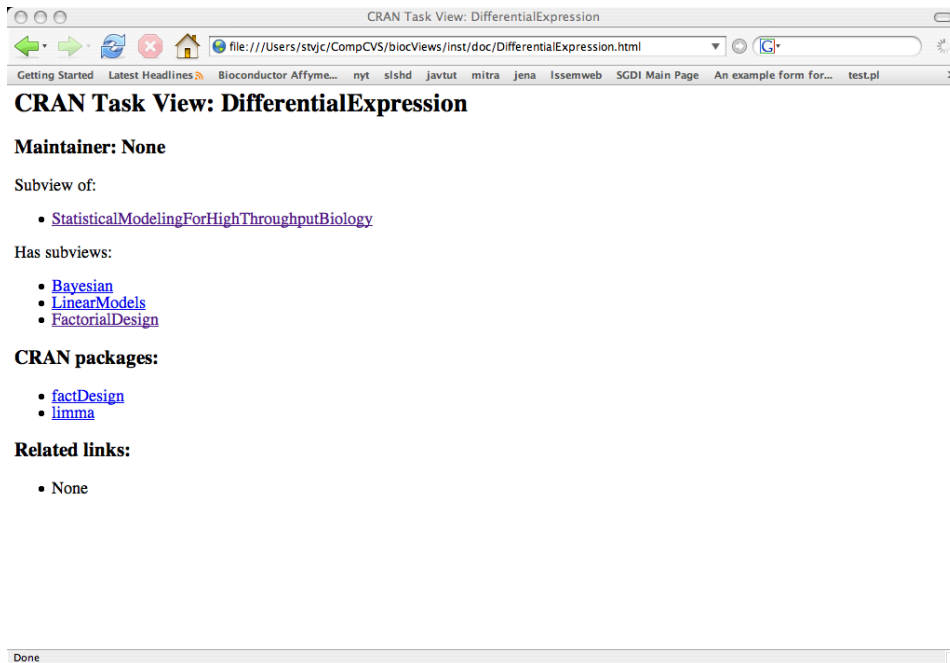 CRAN Task View: DifferentialExpression
file:///Users/stvjc/CompCVS/biocViews/inst/doc/DifferentialExpression.html G
Getting Started Latest Headlines Bioconductor Affyme... nyt slshd javtut mitra jena Issemweb SGDI Main Page An example form for... test.pl
CRAN Task View: DifferentialExpression
Maintainer: None
Subview of:
• StatisticalModelingForHighThroughputBiology
Has subviews:
• Bayesian
• LinearModels
• FactorialDesign
CRAN packages:
• factDesign
• limma
Related links:
• None
Done